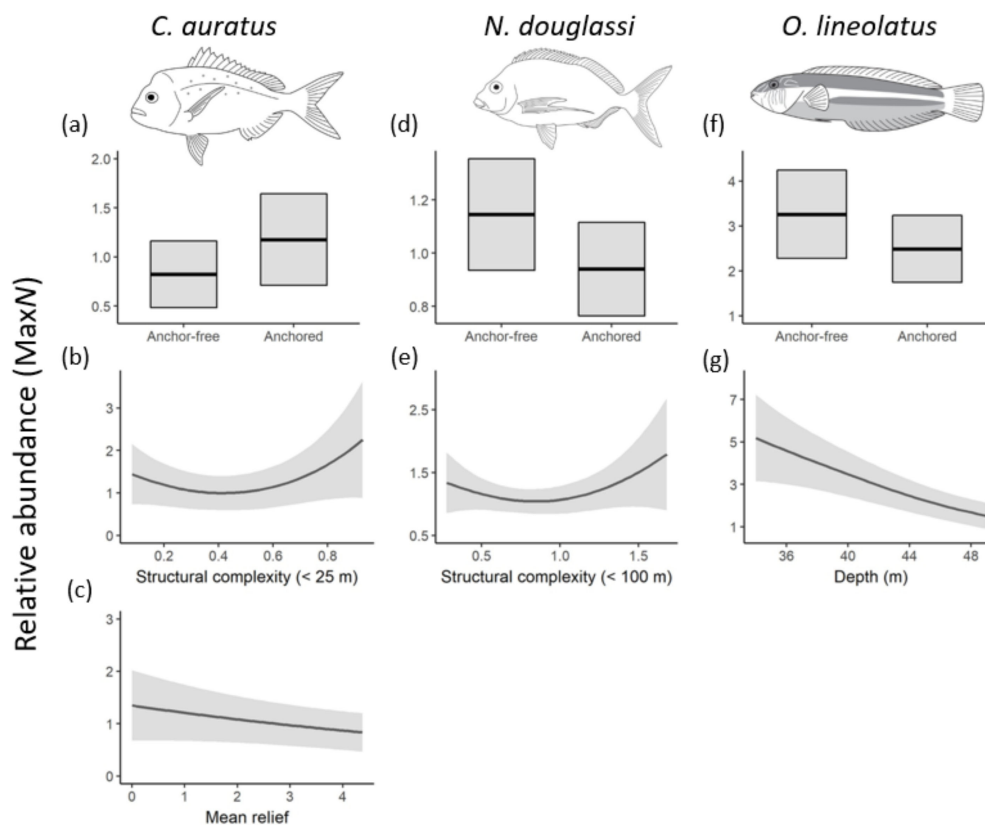 C. auratus
N. douglassi
O. lineolatus
(a)
(d)
(f)
2.0
1.5
1.0
0.5
Anchor-free
Anchored
1.2
1.0
0.8
Anchor-free
Anchored
4
3
2
1
Anchor-free
Anchored
Relative abundance (MaxN)
(b)
(e)
(g)
3
2
1
0
0.2
0.4
0.6
0.8
Structural complexity (< 25 m)
2.5
1.5
0.5
0.5
1.0
1.5
Structural complexity (< 100 m)
7
5
3
1
36
40
44
48
Depth (m)
(c)
3
2
1
0
0
1
2
3
4
Mean relief